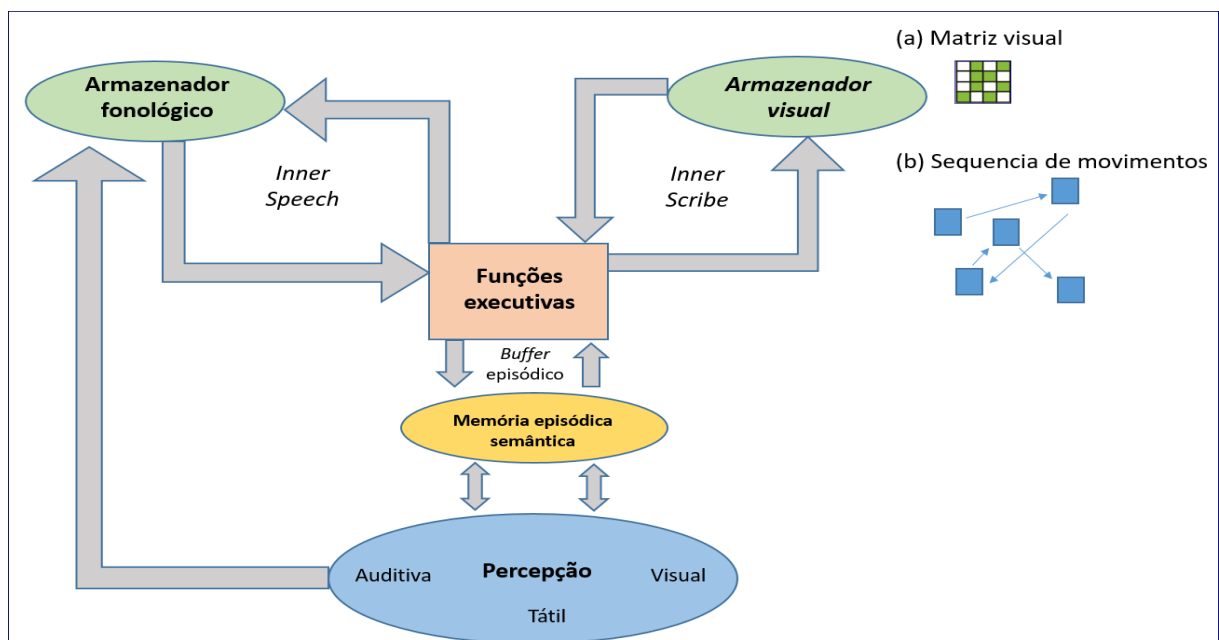 Armazenador
fonológico
Inner
Speech
Armazenador
visual
Inner
Scribe
(a) Matriz visual
(b) Sequencia de movimentos
Funções
executivas
Buffer
episódico
Memória episódica
semântica
Auditiva
Percepção
Visual
Tátil